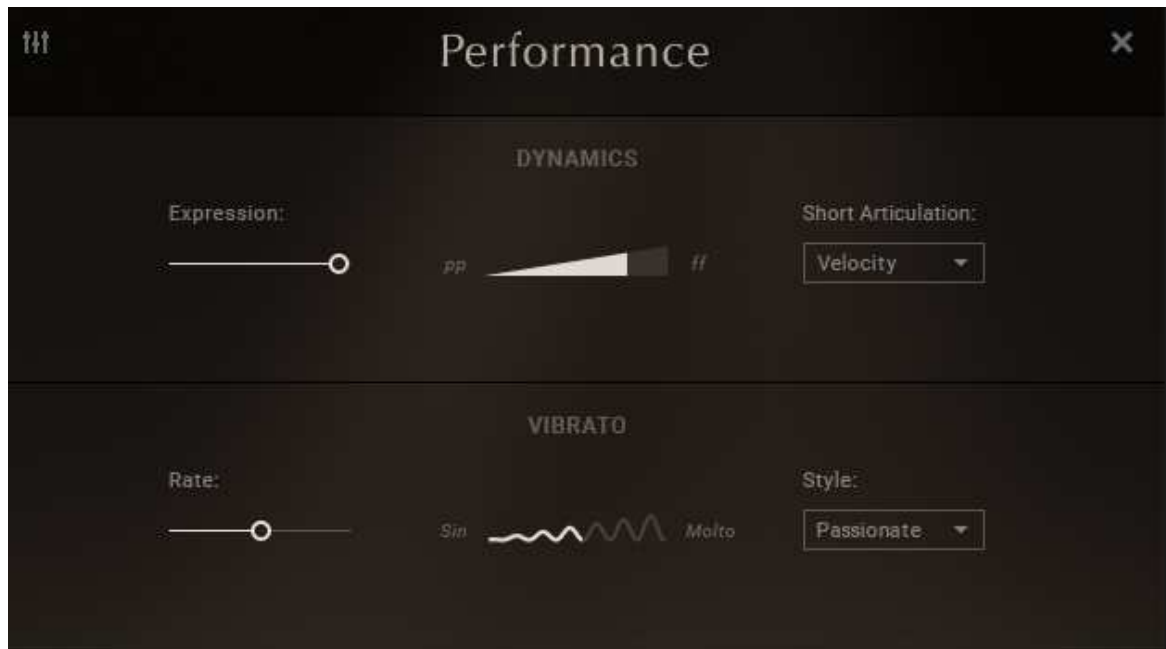 Performance
DYNAMICS
Expression:
pp
ff
Short Articulation:
Velocity
VIBRATO
Rate:
Sin
Molto
Style:
Passionate